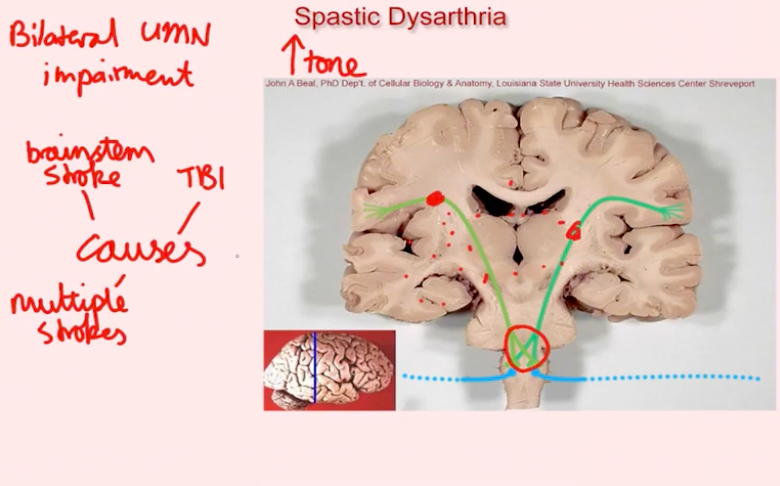 Spastic Dysarthria
Bilateral UMN
impairment
↑ tone
John A Beal, PhD Dep't. of Cellular Biology & Anatomy, Louisiana State University Health Sciences Center Shreveport
brainstem
stroke
TBI
causes
multiple
strokes